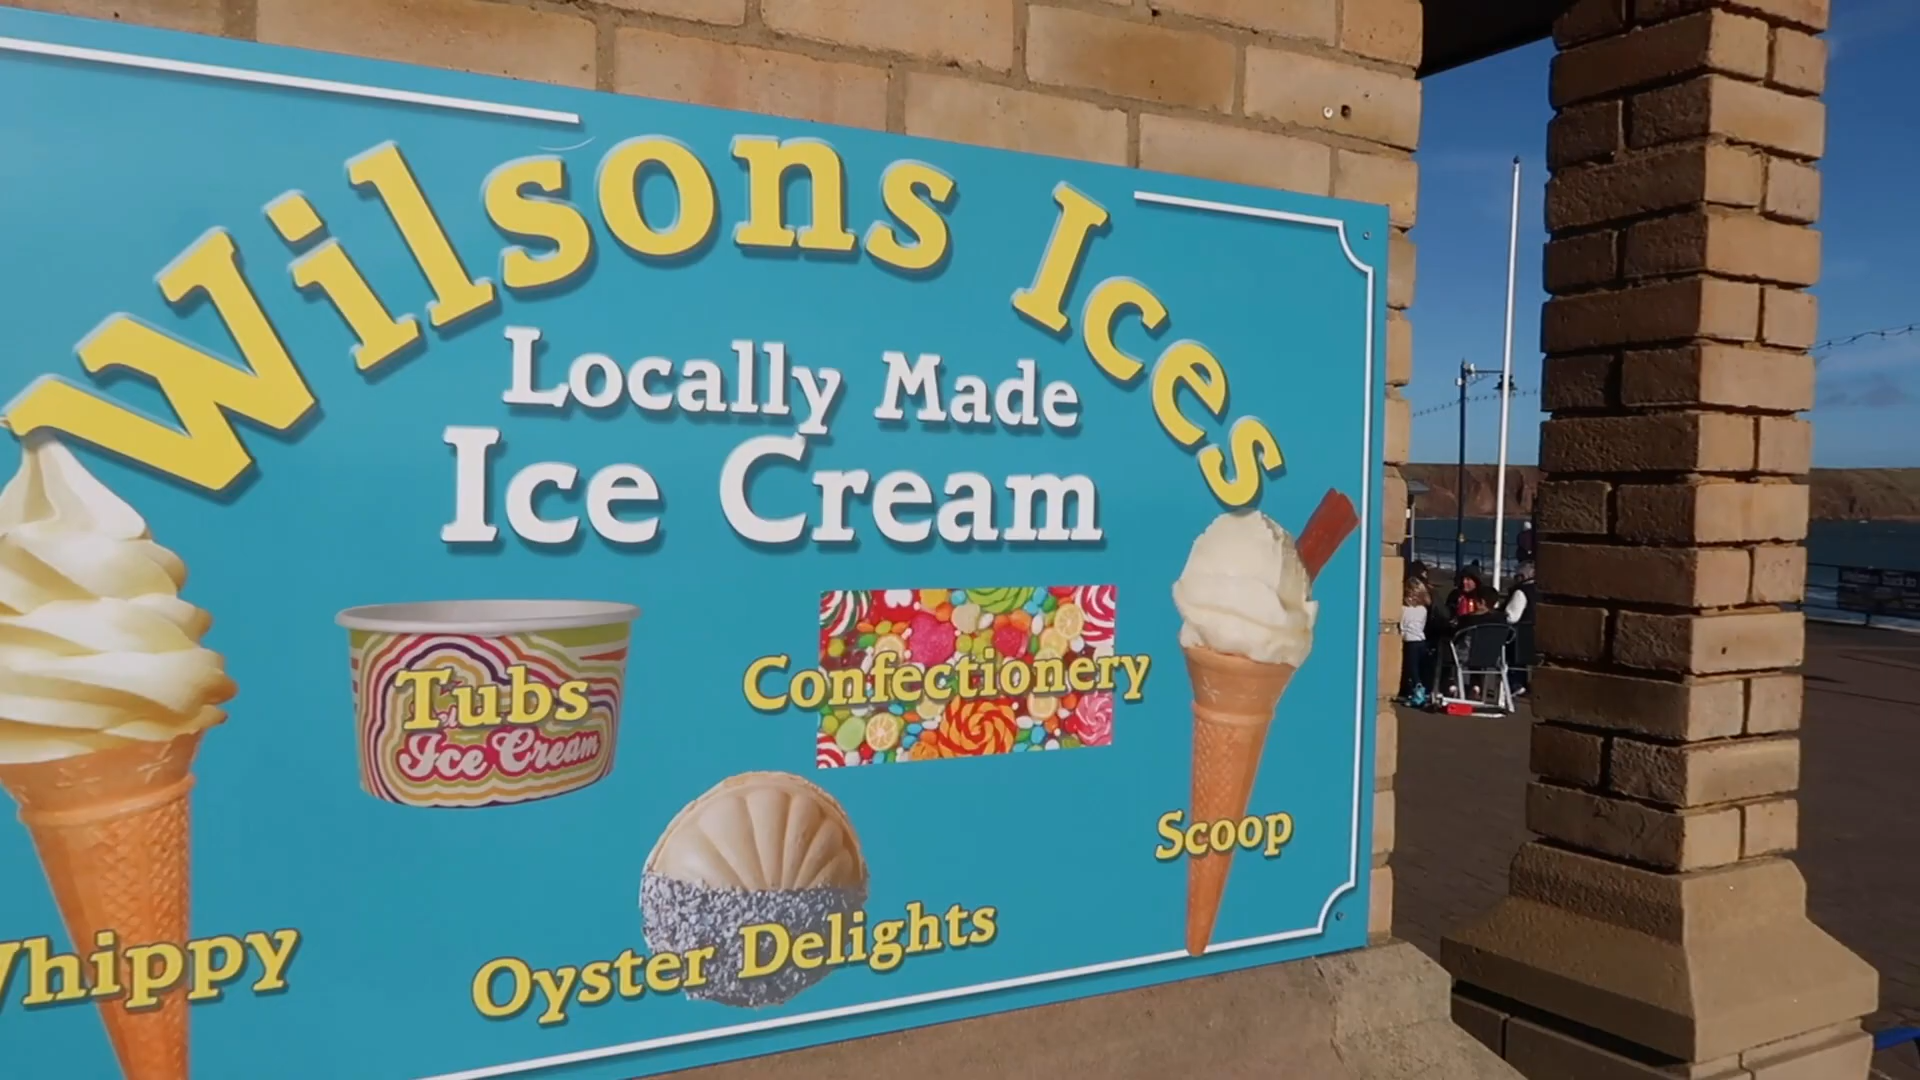 Wilsons Ices
Locally Made
Ice Cream
Tubs
Ice Cream
Confectionery
Scoop
Whippy
Oyster Delights